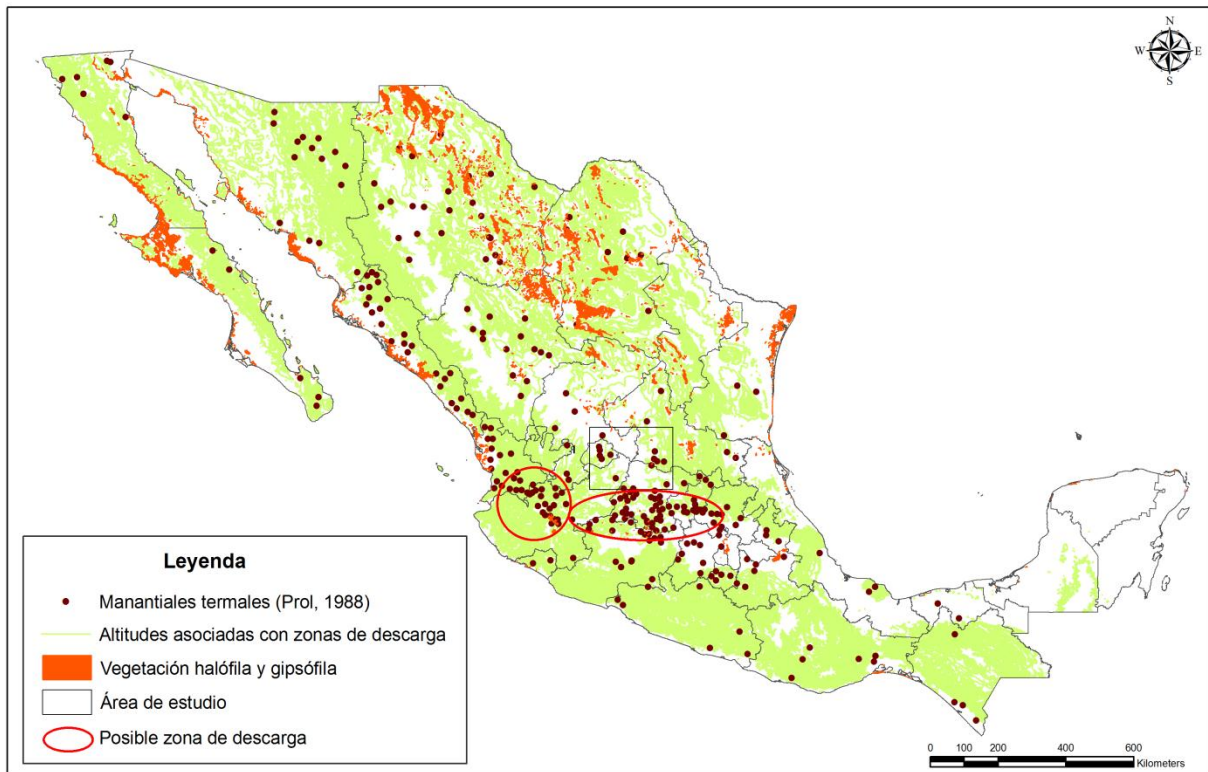 N
W E
S
Leyenda
Manantiales termales (Prol, 1988)
Altitudes asociadas con zonas de descarga
Vegetación halófila y gipsófila
Área de estudio
Posible zona de descarga
0 100 200 400 600
Kilometers